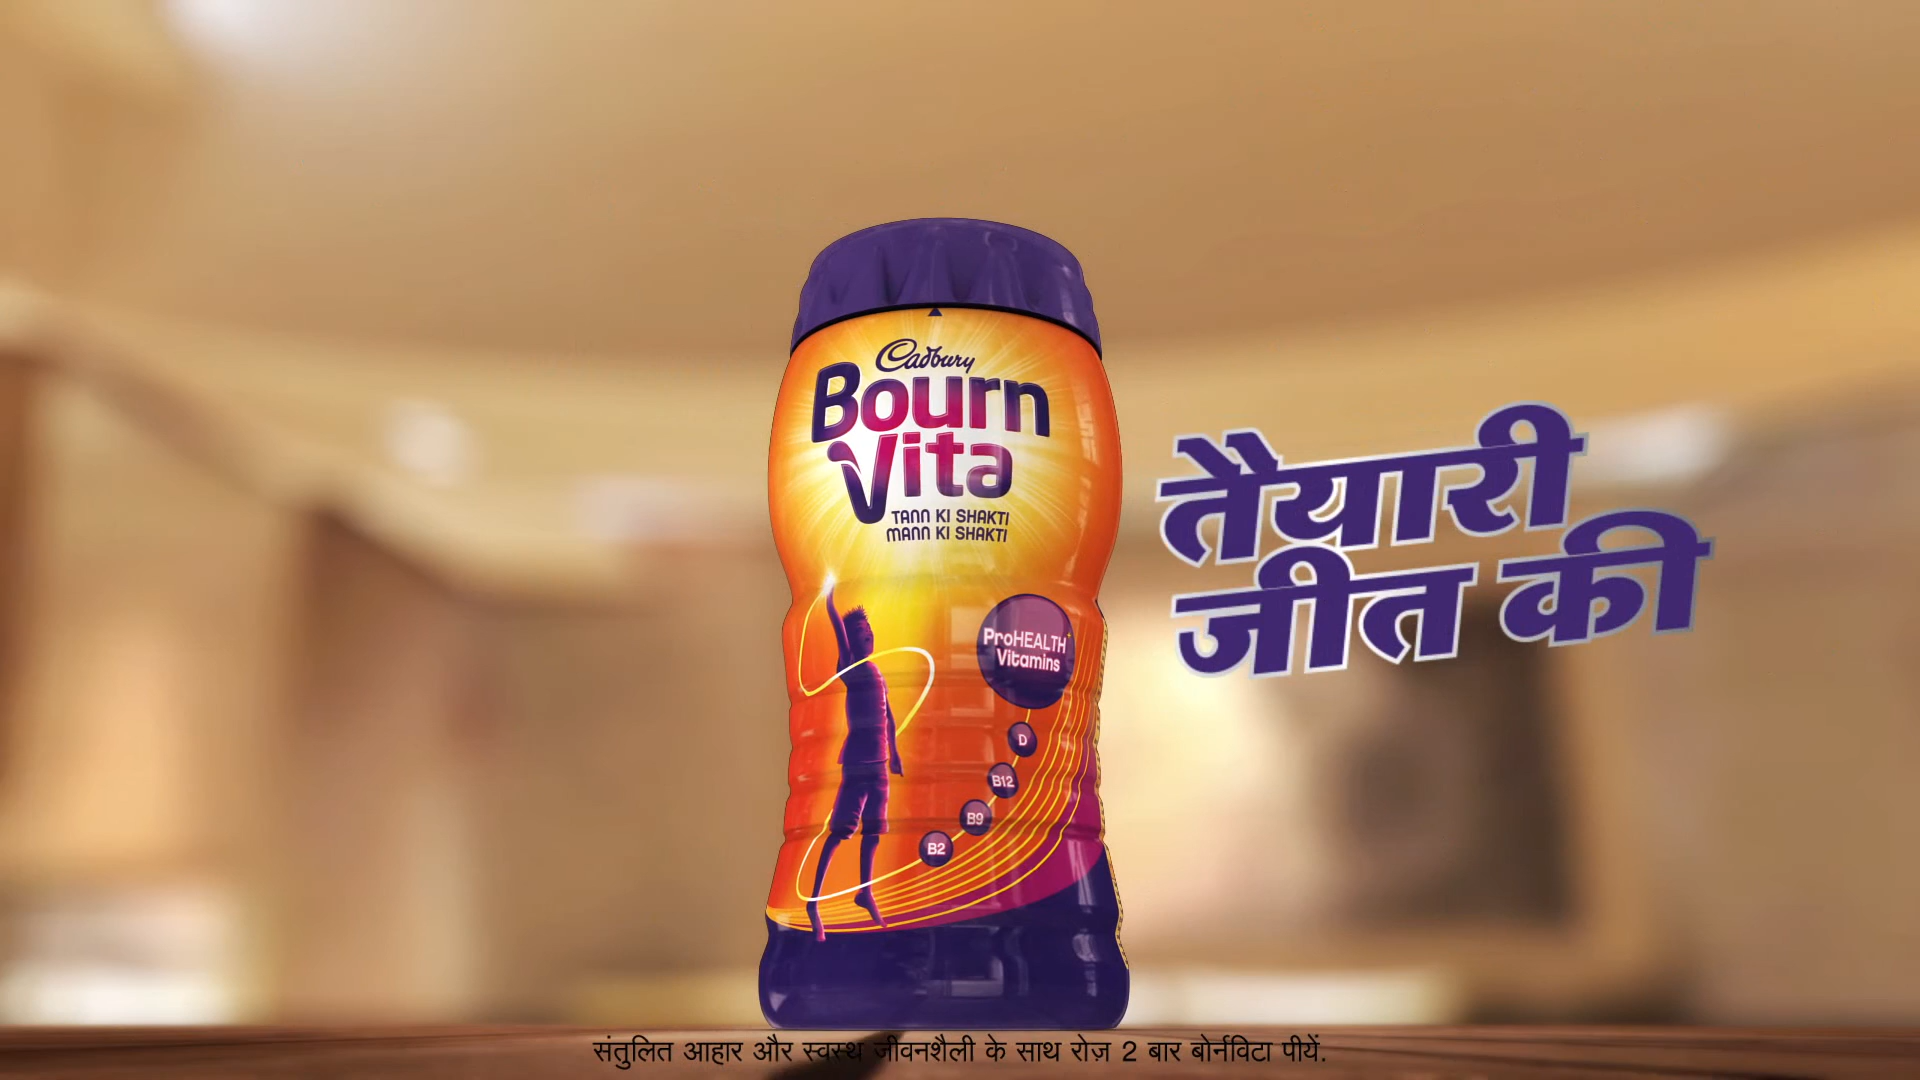 Cadbury
Bourn
Vita
TANN KI SHAKTI
MANN KI SHAKTI
ProHEALTH
Vitamins
D
B12
B9
B2
तैयारी
जीत की
संतुलित आहार और स्वस्थ जीवनशैली के साथ रोज़ 2 बार बोर्नविटा पीयें.